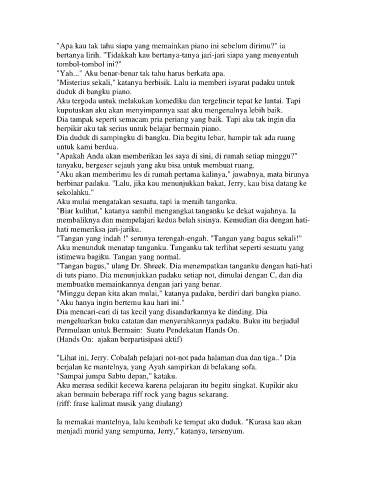 "Apa kau tak tahu siapa yang memainkan piano ini sebelum dirimu?" ia
bertanya lirih. "Tidakkah kau bertanya-tanya jari-jari siapa yang menyentuh
tombol-tombol ini?"
"Yah..." Aku benar-benar tak tahu harus berkata apa.
"Misterius sekali," katanya berbisik. Lalu ia memberi isyarat padaku untuk
duduk di bangku piano.
Aku tergoda untuk melakukan komediku dan tergelincir tepat ke lantai. Tapi
kuputuskan aku akan menyimpannya saat aku mengenalnya lebih baik.
Dia tampak seperti semacam pria periang yang baik. Tapi aku tak ingin dia
berpikir aku tak serius untuk belajar bermain piano.
Dia duduk di sampingku di bangku. Dia begitu lebar, hampir tak ada ruang
untuk kami berdua.
"Apakah Anda akan memberikan les saya di sini, di rumah setiap minggu?"
tanyaku, bergeser sejauh yang aku bisa untuk membuat ruang.
"Aku akan memberimu les di rumah pertama kalinya," jawabnya, mata birunya
berbinar padaku. "Lalu, jika kau menunjukkan bakat, Jerry, kau bisa datang ke
sekolahku."
Aku mulai mengatakan sesuatu, tapi ia meraih tanganku.
"Biar kulihat," katanya sambil mengangkat tanganku ke dekat wajahnya. Ia
membaliknya dan mempelajari kedua belah sisinya. Kemudian dia dengan hati-
hati memeriksa jari-jariku.
"Tangan yang indah !" serunya terengah-engah. "Tangan yang bagus sekali!"
Aku menunduk menatap tanganku. Tanganku tak terlihat seperti sesuatu yang
istimewa bagiku. Tangan yang normal.
"Tangan bagus," ulang Dr. Shreek. Dia menempatkan tanganku dengan hati-hati
di tuts piano. Dia menunjukkan padaku setiap not, dimulai dengan C, dan dia
membuatku memainkannya dengan jari yang benar.
"Minggu depan kita akan mulai," katanya padaku, berdiri dari bangku piano.
"Aku hanya ingin bertemu kau hari ini."
Dia mencari-cari di tas kecil yang disandarkannya ke dinding. Dia
mengeluarkan buku catatan dan menyerahkannya padaku. Buku itu berjudul
Permulaan untuk Bermain:  Suatu Pendekatan Hands On.
(Hands On:  ajakan berpartisipasi aktif)
"Lihat ini, Jerry. Cobalah pelajari not-not pada halaman dua dan tiga.." Dia
berjalan ke mantelnya, yang Ayah sampirkan di belakang sofa.
"Sampai jumpa Sabtu depan," kataku.
Aku merasa sedikit kecewa karena pelajaran itu begitu singkat. Kupikir aku
akan bermain beberapa riff rock yang bagus sekarang.
(riff: frase kalimat musik yang diulang)
Ia memakai mantelnya, lalu kembali ke tempat aku duduk. "Kurasa kau akan
menjadi murid yang sempurna, Jerry," katanya, tersenyum.